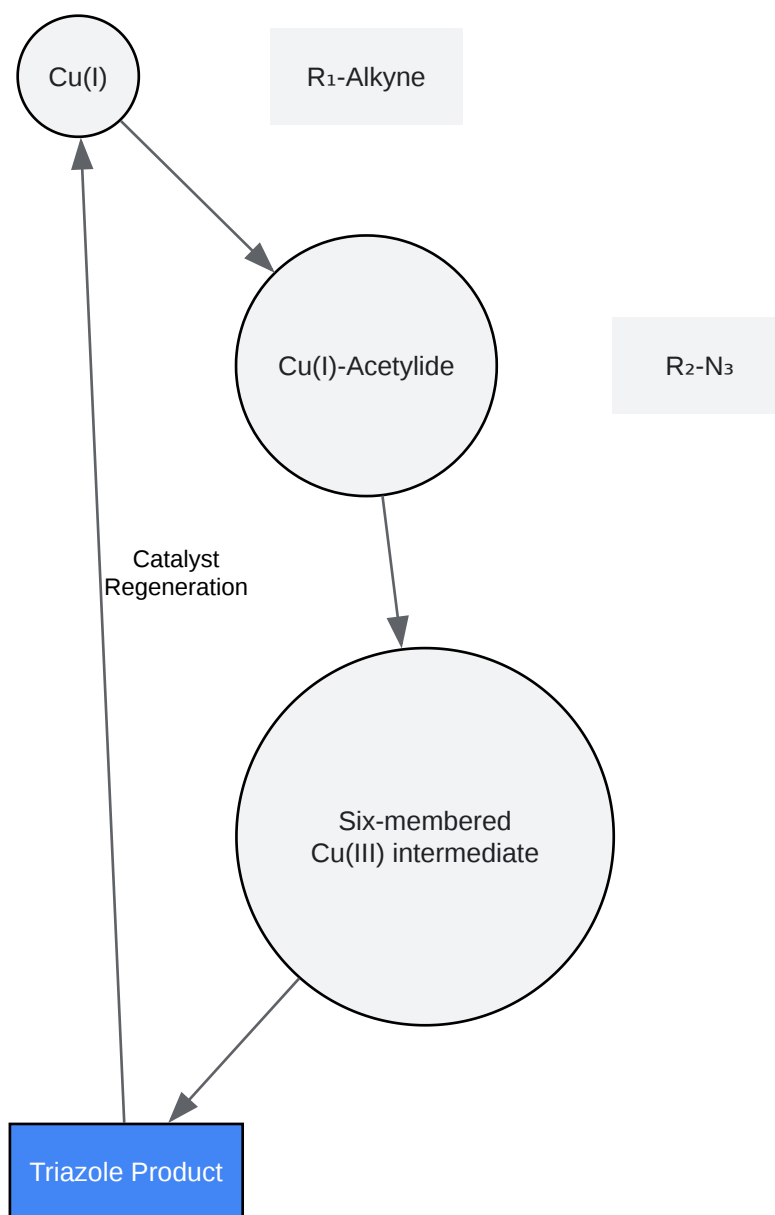 Cu(I)
R₁-Alkyne
Cu(I)-Acetylide
R₂-N₃
Catalyst
Regeneration
Six-membered
Cu(III) intermediate
Triazole Product